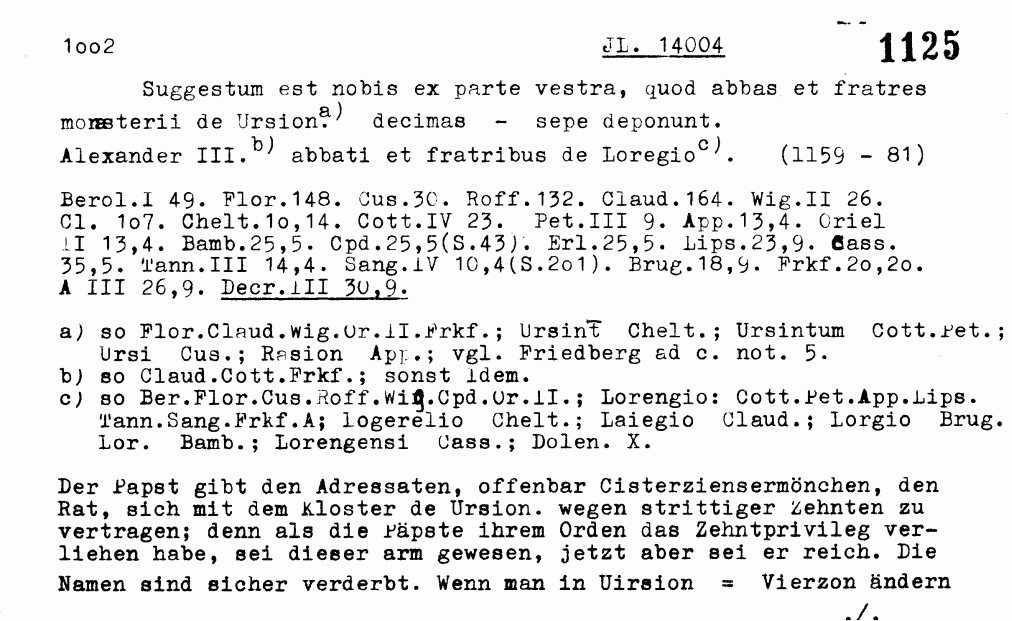 1oo2 JL. 14004 1125
Suggestum est nobis ex parte vestra, quod abbas et fratres
monasterii de Ursion.a) decimas - sepe deponunt.
Alexander III.b) abbati et fratribus de Loregioc). (1159 - 81)
Berol.I 49. Flor.148. Cus.30. Roff.132. Claud.164. Wig.II 26.
Cl. 1o7. Chelt.1o,14. Cott.IV 23. Pet.III 9. App.13,4. Oriel
II 13,4. Bamb.25,5. Cpd.25,5(S.43). Erl.25,5. Lips.23,9. Cass.
35,5. Tann.III 14,4. Sang.IV 10,4(S.2o1). Brug.18,9. Frkf.2o,2o.
A III 26,9. Decr.III 30,9.
a) so Flor.Claud.Wig.Or.II.Frkf.; Ursint̄ Chelt.; Ursintum Cott.Pet.;
Ursi Cus.; Rasion App.; vgl. Friedberg ad c. not. 5.
b) so Claud.Cott.Frkf.; sonst Idem.
c) so Ber.Flor.Cus.Roff.Wig.Cpd.Or.II.; Lorengio: Cott.Pet.App.Lips.
Tann.Sang.Frkf.A; logerelio Chelt.; Laiegio Claud.; Lorgio Brug.
Lor. Bamb.; Lorengensi Cass.; Dolen. X.
Der Papst gibt den Adressaten, offenbar Cisterziensermönchen, den
Rat, sich mit dem Kloster de Ursion. wegen strittiger Zehnten zu
vertragen; denn als die Päpste ihrem Orden das Zehntprivileg ver-
liehen habe, sei dieser arm gewesen, jetzt aber sei er reich. Die
Namen sind sicher verderbt. Wenn man in Uirsion = Vierzon ändern
./.